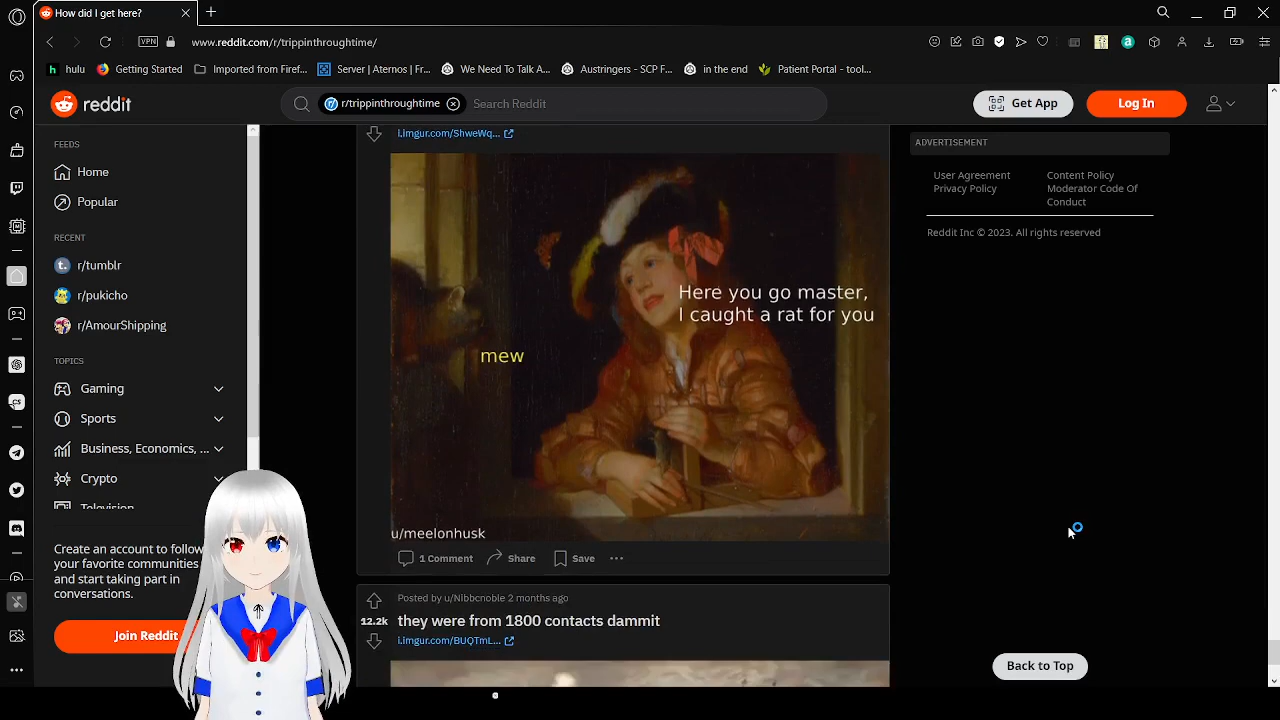 How did I get here?
VPN
www.reddit.com/r/trippinthroughtime/
hulu
Getting Started
Imported from Firef...
Server | Aternos | Fr...
We Need To Talk A...
Austringers - SCP F...
in the end
Patient Portal - tool...
reddit
r/trippinthroughtime
Search Reddit
Get App
Log In
FEEDS
Home
Popular
RECENT
r/tumblr
r/pukicho
r/AmourShipping
TOPICS
Gaming
Sports
Business, Economics, ...
Crypto
Television
Create an account to follow
your favorite communities
and start taking part in
conversations.
Join Reddit
i.imgur.com/ShweWq...
Here you go master,
I caught a rat for you
mew
u/meelonhusk
1 Comment
Share
Save
Posted by u/Nlbbcnoble 2 months ago
12.2k
they were from 1800 contacts dammit
i.imgur.com/BUQTmL...
ADVERTISEMENT
User Agreement
Privacy Policy
Content Policy
Moderator Code Of
Conduct
Reddit Inc © 2023. All rights reserved
Back to Top